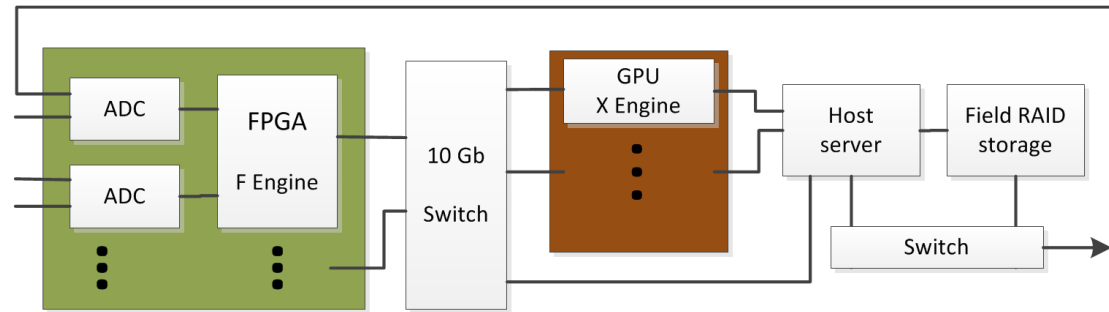 ADC
ADC
FPGA
F Engine
10 Gb
Switch
GPU
X Engine
Host
server
Field RAID
storage
Switch